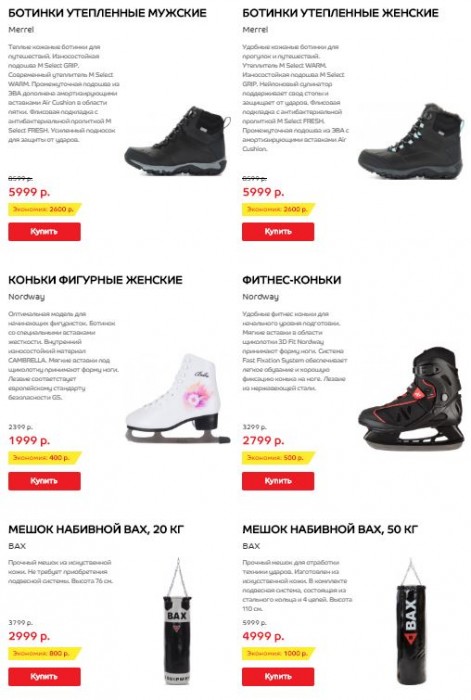 БОТИНКИ УТЕПЛЕННЫЕ МУЖСКИЕ
Merrel
Теплые кожаные ботинки для
путешествий. Износостойкая
подошва M Select GRIP.
Современный утеплитель M Select
WARM. Промежуточная подошва из
ЭВА дополнена амортизирующими
вставками Air Cushion в области
пятки. Флисовая подкладка с
антибактериальной пропиткой M
Select FRESH. Усиленный подносок
для защиты от ударов.
8599 р.
5999 р.
Экономия: 2600 р.
Купить
БОТИНКИ УТЕПЛЕННЫЕ ЖЕНСКИЕ
Merrel
Удобные кожаные ботинки для
прогулок и путешествий.
Утеплитель M Select WARM.
Износостойкая подошва M Select
GRIP. Нейлоновый супинатор
поддерживает свод стопы и
защищает от ударов. Флисовая
подкладка с антибактериальной
пропиткой M Select FRESH.
Промежуточная подошва из ЭВА с
амортизирующими вставками Air
Cushion.
8599 р.
5999 р.
Экономия: 2600 р.
Купить
КОНЬКИ ФИГУРНЫЕ ЖЕНСКИЕ
Nordway
Оптимальная модель для
начинающих фигуристок, ботинок
со специальными вставками
жесткости. Внутренний
износостойкий материал
CAMBRELLA. Мягкие вставки под
щиколотку принимают форму ноги.
Лезвие соответствует
европейскому стандарту
безопасности GS.
2399 р.
1999 р.
Экономия: 400 р.
Купить
ФИТНЕС-КОНЬКИ
Nordway
Удобные фитнес коньки для
начального уровня подготовки.
Мягкие вставки в области
щиколотки 3D Fit Nordway
принимают форму ноги. Система
Fast Fixation System обеспечивает
легкое обувание и хорошую
фиксацию конька на ноге. Лезвие
из нержавеющей стали.
3299 р.
2799 р.
Экономия: 500 р.
Купить
МЕШОК НАБИВНОЙ BAX, 20 КГ
BAX
Прочный мешок из искусственной
кожи. Не требует приобретения
подвесной системы. Высота 76 см.
3799 р.
2999 р.
Экономия: 800 р.
Купить
BAX
МЕШОК НАБИВНОЙ BAX, 50 КГ
BAX
Прочный мешок для отработки
техники ударов. Изготовлен из
искусственной кожи. В комплекте
подвесная система, состоящая из
стального кольца и 4 цепей. Высота
110 см.
5999 р.
4999 р.
Экономия: 1000 р.
Купить
BAX